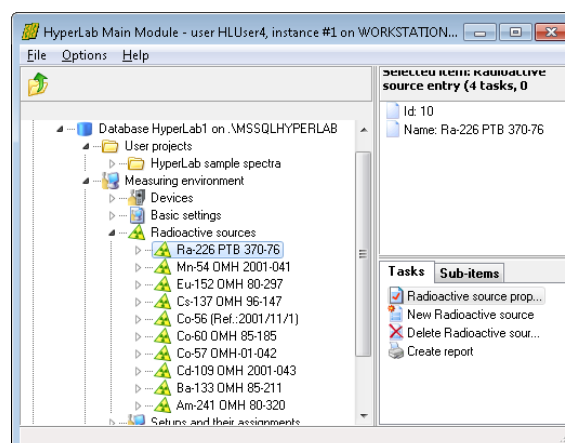 HyperLab Main Module - user HLUser4, instance #1 on WORKSTATION...
File Options Help
Selected item: Radioactive
source entry (4 tasks, 0
Id: 10
Name: Ra-226 PTB 370-76
Database HyperLab1 on .\MSSQLHYPERLAB
User projects
HyperLab sample spectra
Measuring environment
Devices
Basic settings
Radioactive sources
Ra-226 PTB 370-76
Mn-54 OMH 2001-041
Eu-152 OMH 80-297
Cs-137 OMH 96-147
Co-56 (Ref.:2001/11/1)
Co-60 OMH 85-185
Co-57 OMH-01-042
Cd-109 OMH 2001-043
Ba-133 OMH 85-211
Am-241 OMH 80-320
Setups and their assignments
Tasks Sub-items
Radioactive source prop...
New Radioactive source
Delete Radioactive sour...
Create report